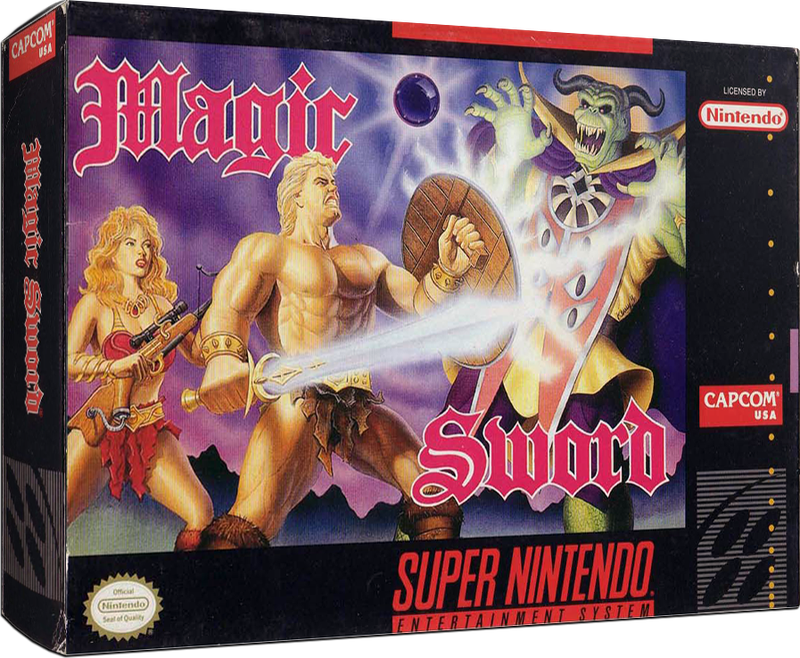 CAPCOM
USA
Magic Sword
Magic
Sword
LICENSED BY
Nintendo
CAPCOM
USA
Official
Nintendo
Seal of Quality
SUPER NINTENDO
ENTERTAINMENT SYSTEM